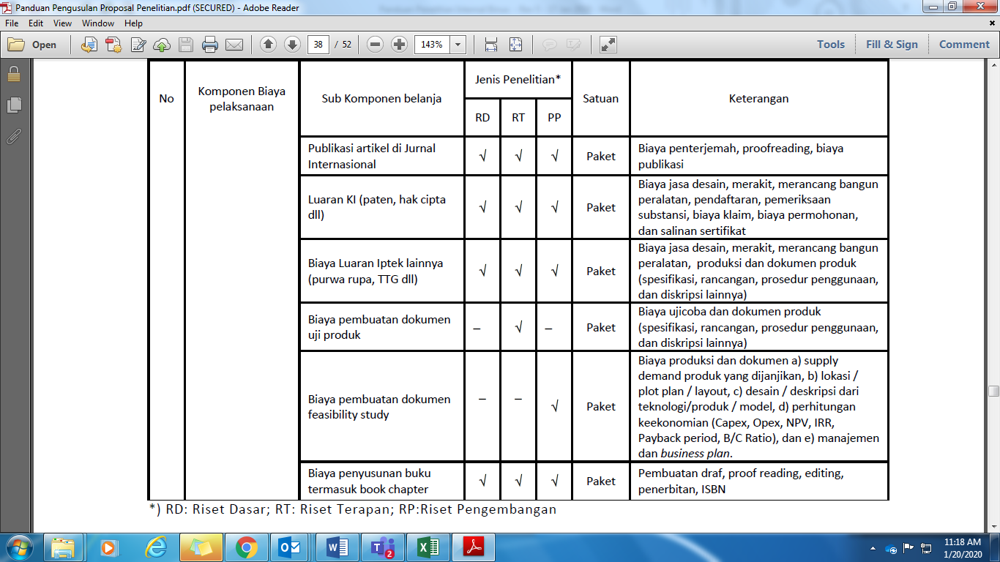 Panduan Pengusulan Proposal Penelitian.pdf (SECURED) - Adobe Reader
File Edit View Window Help
Open 38 / 52 143% Tools Fill & Sign Comment
No
Komponen Biaya
pelaksanaan
Sub Komponen belanja
Jenis Penelitian*
RD RT PP
Satuan
Keterangan
Publikasi artikel di Jurnal
Internasional
√ √ √
Paket
Biaya penterjemah, proofreading, biaya
publikasi
Luaran KI (paten, hak cipta
dll)
√ √ √
Paket
Biaya jasa desain, merakit, merancang bangun
peralatan, pendaftaran, pemeriksaan
substansi, biaya klaim, biaya permohonan,
dan salinan sertifikat
Biaya Luaran Iptek lainnya
(purwa rupa, TTG dll)
√ √ √
Paket
Biaya jasa desain, merakit, merancang bangun
peralatan, produksi dan dokumen produk
(spesifikasi, rancangan, prosedur penggunaan,
dan diskripsi lainnya)
Biaya pembuatan dokumen
uji produk
– √ –
Paket
Biaya ujicoba dan dokumen produk
(spesifikasi, rancangan, prosedur penggunaan,
dan diskripsi lainnya)
Biaya pembuatan dokumen
feasibility study
– – √
Paket
Biaya produksi dan dokumen a) supply
demand produk yang dijanjikan, b) lokasi /
plot plan / layout, c) desain / deskripsi dari
teknologi/produk / model, d) perhitungan
keekonomian (Capex, Opex, NPV, IRR,
Payback period, B/C Ratio), dan e) manajemen
dan business plan.
Biaya penyusunan buku
termasuk book chapter
√ √ √
Paket
Pembuatan draf, proof reading, editing,
penerbitan, ISBN
*) RD: Riset Dasar; RT: Riset Terapan; RP:Riset Pengembangan
2
11:18 AM
1/20/2020